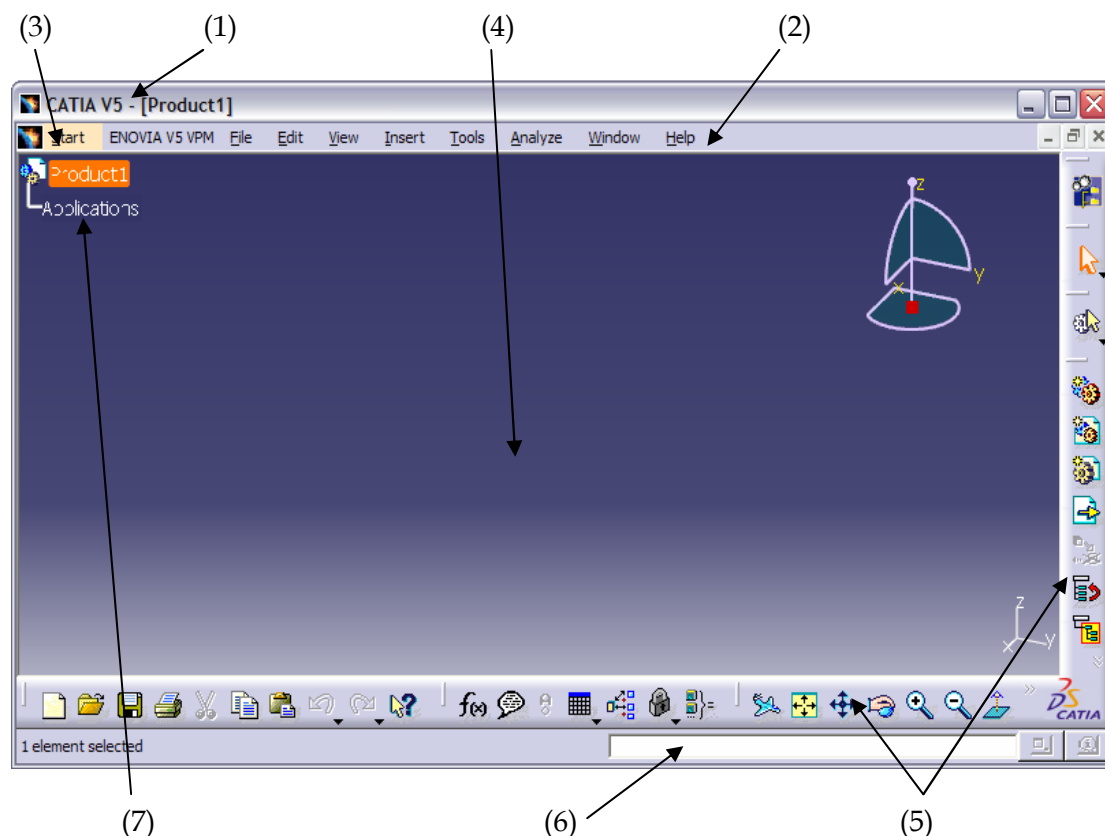 (3) (1) (4) (2)
CATIA V5 - [Product1]
Start ENOVIA V5 VPM File Edit View Insert Tools Analyze Window Help
Product1
Applications
z
y
x
z
y
x
f(x)
CATIA
1 element selected
(7) (6) (5)